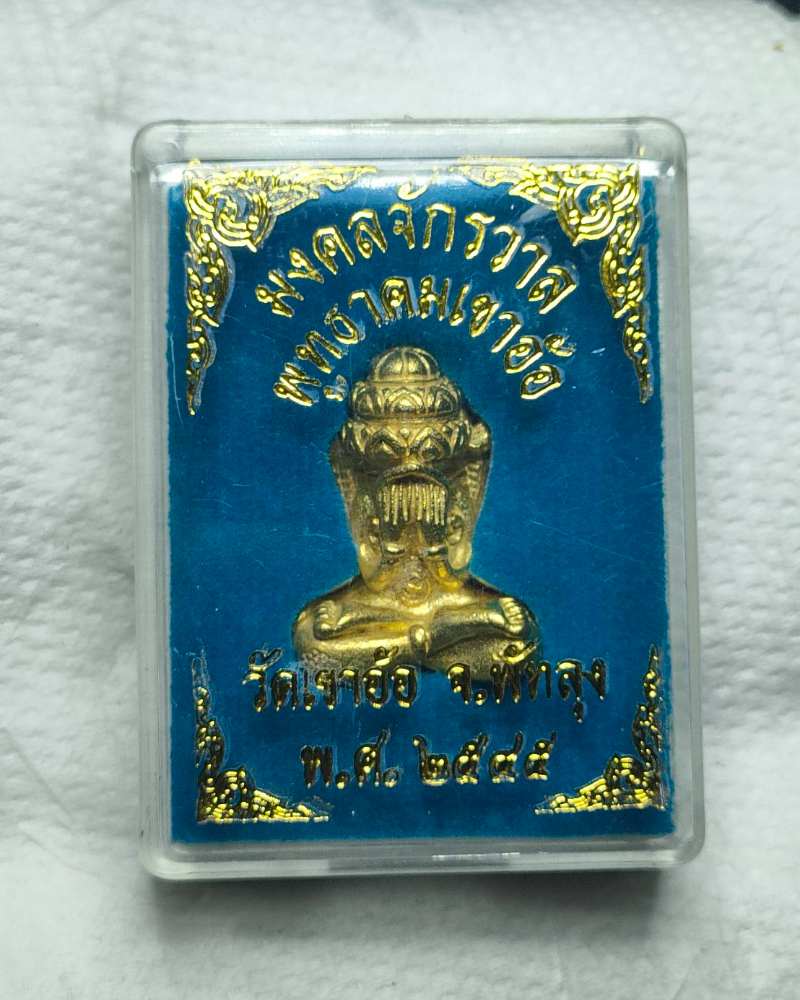 มงคลจักรวาล
พุทธาคมเขาอ้อ
วัดเขาอ้อ จ.พัทลุง
พ.ศ. ๒๕๔๕